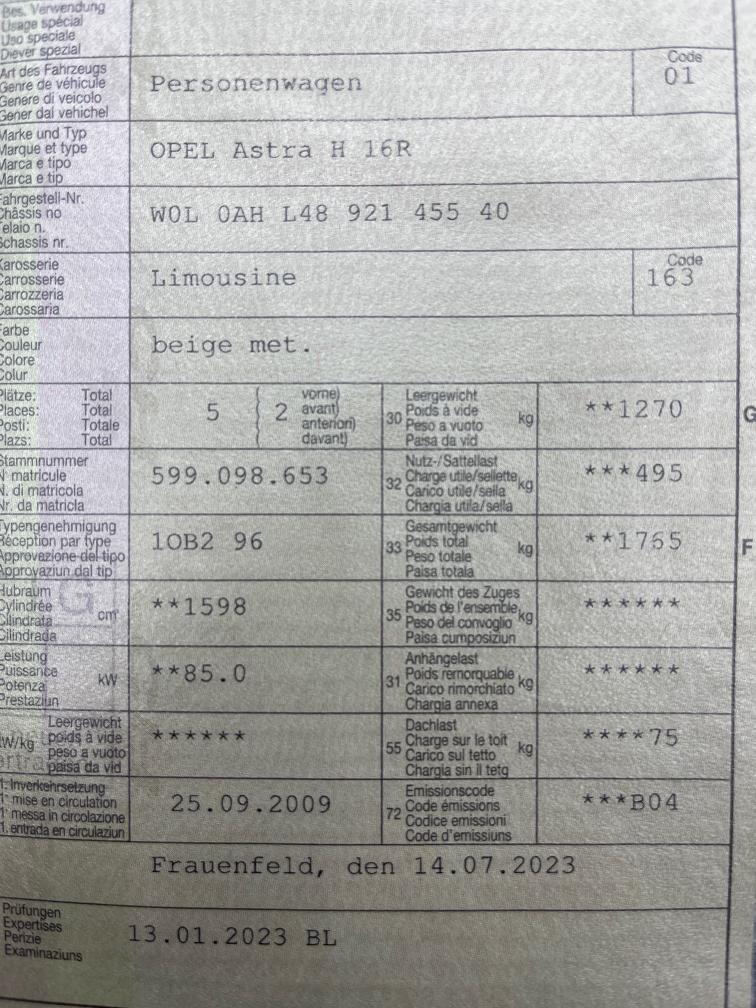 Bes. Verwendung
Usage spécial
Uso speciale
Diever spezial
Art des Fahrzeugs
Genre de véhicule
Genere di veicolo
Gener dal vehichel
Personenwagen
Code
01
Marke und Typ
Marque et type
Marca e tipo
Marca e tip
OPEL Astra H 16R
Fahrgestell-Nr.
Châssis no
Telaio n.
Schassis nr.
W0L 0AH L48 921 455 40
Karosserie
Carrosserie
Carrozzeria
Carossaria
Limousine
Code
163
Farbe
Couleur
Colore
Colur
beige met.
Plätze: Total
Places: Total
Posti: Totale
Plazs: Total
5 ( 2 vorne)
avant)
anteriori)
davant)
30 Leergewicht
Poids à vide
Peso a vuoto
Paisa da vid
kg
**1270
G
Stammnummer
N° matricule
N. di matricola
Nr. da matricla
599.098.653
32 Nutz-/Sattellast
Charge utile/sellette
Carico utile/sella
Chargia utila/sella
kg
***495
Typengenehmigung
Réception par type
Approvazione del tipo
Approvaziun dal tip
1OB2 96
33 Gesamtgewicht
Poids total
Peso totale
Paisa totala
kg
**1765
F
Hubraum
Cylindrée
Cilindrata
Cilindrada
cm³
**1598
35 Gewicht des Zuges
Poids de l'ensemble
Peso del convoglio
Paisa cumposiziun
kg
******
Leistung
Puissance
Potenza
Prestaziun
kW
**85.0
31 Anhängelast
Poids remorquable
Carico rimorchiato
Chargia annexa
kg
******
kW/kg
Leergewicht
poids à vide
peso a vuoto
paisa da vid
******
55 Dachlast
Charge sur le toit
Carico sul tetto
Chargia sin il tetg
kg
****75
1. Inverkehrsetzung
1e mise en circulation
1a messa in circolazione
1. entrada en circulaziun
25.09.2009
72 Emissionscode
Code émissions
Codice emissioni
Code d'emissiuns
***B04
Frauenfeld, den 14.07.2023
Prüfungen
Expertises
Perizie
Examinaziuns
13.01.2023 BL